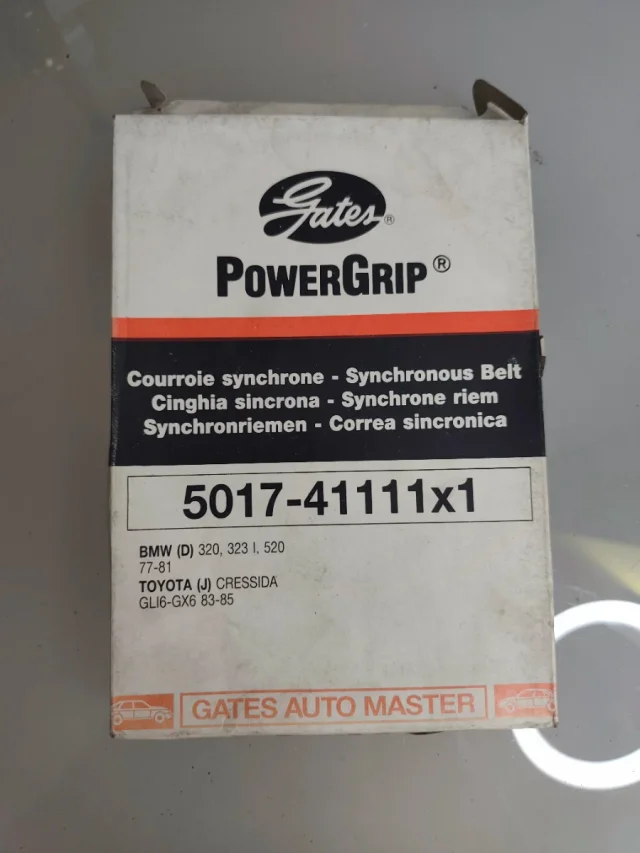 Gates®
POWERGRIP®
Courroie synchrone - Synchronous Belt
Cinghia sincrona - Synchrone riem
Synchronriemen - Correa sincronica
5017-41111x1
BMW (D) 320, 323 I, 520
77-81
TOYOTA (J) CRESSIDA
GLI6-GX6 83-85
GATES AUTO MASTER